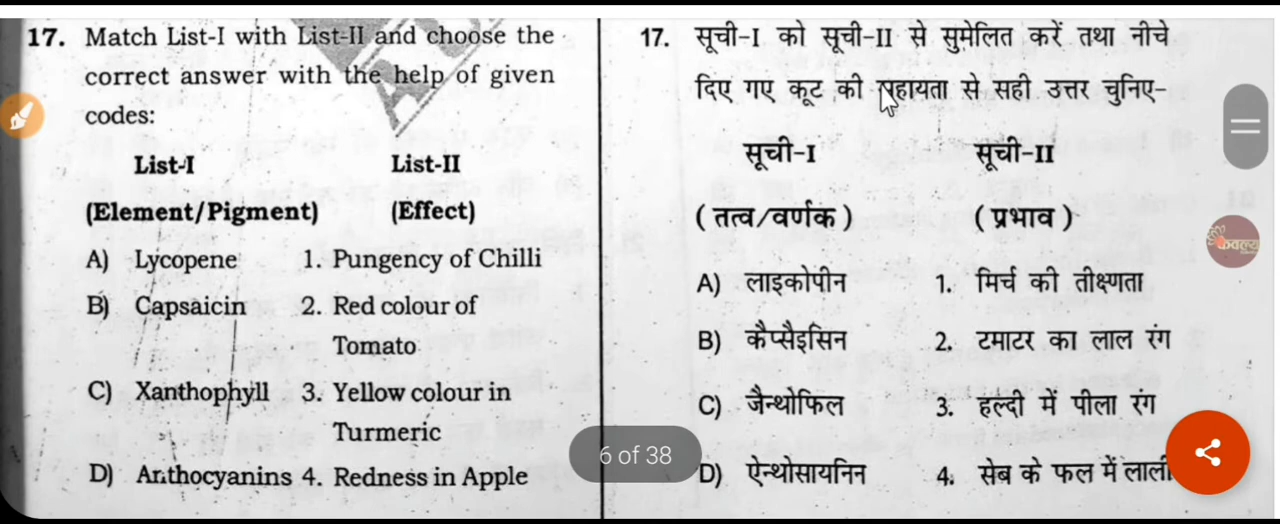 17. Match List-I with List-II and choose the
correct answer with the help of given
codes:
List-I List-II
(Element/Pigment) (Effect)
A) Lycopene 1. Pungency of Chilli
B) Capsaicin 2. Red colour of
Tomato
C) Xanthophyll 3. Yellow colour in
Turmeric
D) Anthocyanins 4. Redness in Apple
17. सूची-I को सूची-II से सुमेलित करें तथा नीचे
दिए गए कूट की सहायता से सही उत्तर चुनिए-
सूची-I सूची-II
(तत्व/वर्णक) (प्रभाव)
A) लाइकोपीन 1. मिर्च की तीक्ष्णता
B) कैप्सैइसिन 2. टमाटर का लाल रंग
C) जैन्थोफिल 3. हल्दी में पीला रंग
D) ऐन्थोसायनिन 4. सेब के फल में लाली
6 of 38
कैवल्य